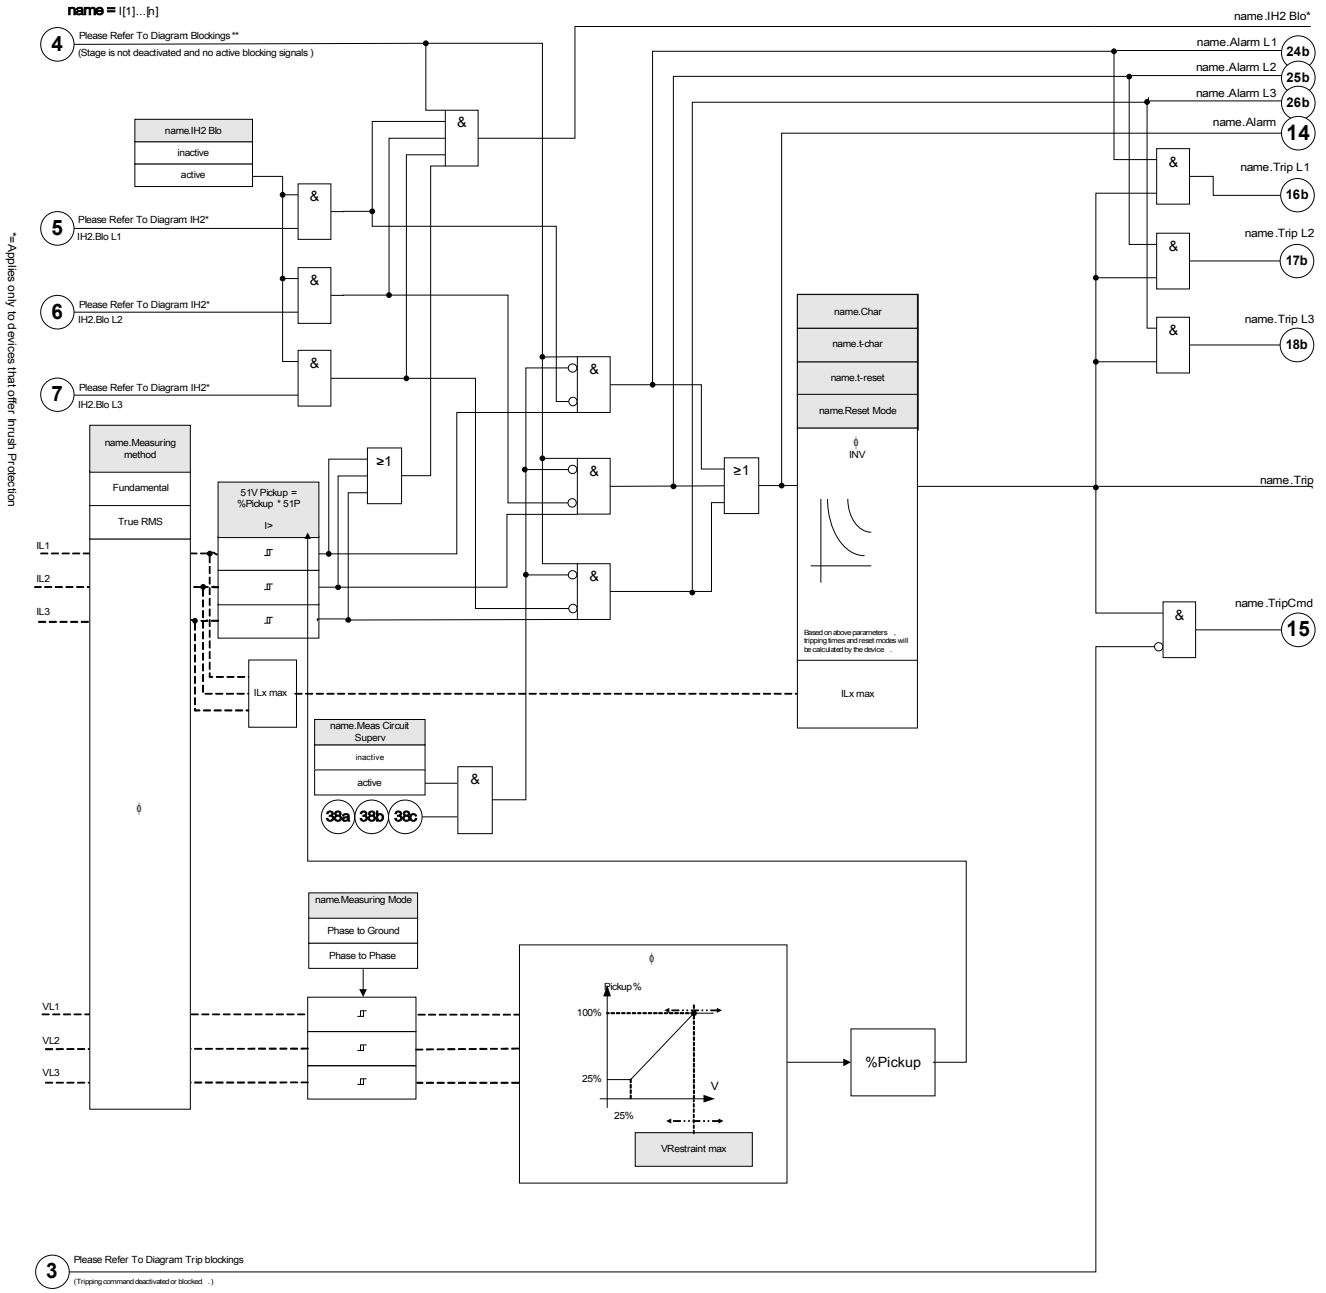 name = I[1]...[n]
name.IH2 Blo*
4
Please Refer To Diagram Blockings**
(Stage is not deactivated and no active blocking signals )
name.Alarm L1
24b
name.Alarm L2
25b
name.Alarm L3
26b
name.Alarm
14
&
name.IH2 Blo
inactive
active
&
name.Trip L1
16b
&
5
Please Refer To Diagram IH2*
IH2.Blo L1
&
name.Trip L2
17b
&
6
Please Refer To Diagram IH2*
IH2.Blo L2
&
name.Trip L3
18b
&
7
Please Refer To Diagram IH2*
IH2.Blo L3
*=Applies only to devices that offer Inrush Protection
name.Char
name.t-char
name.t-reset
name.Reset Mode
ϕ
INV
Based on above parameters ,
tripping times and reset modes will
be calculated by the device .
ILx max
&
&
&
≥1
≥1
name.Trip
name.Measuring
method
Fundamental
True RMS
ϕ
51V Pickup =
%Pickup * 51P
I>
IL1
IL2
IL3
ILx max
&
name.TripCmd
15
name.Meas Circuit
Superv
inactive
active
&
38a
38b
38c
name.Measuring Mode
Phase to Ground
Phase to Phase
VL1
VL2
VL3
ϕ
Pickup %
100%
25%
V
25%
VRestraint max
%Pickup
3
Please Refer To Diagram Trip blockings
(Tripping command deactivated or blocked . )